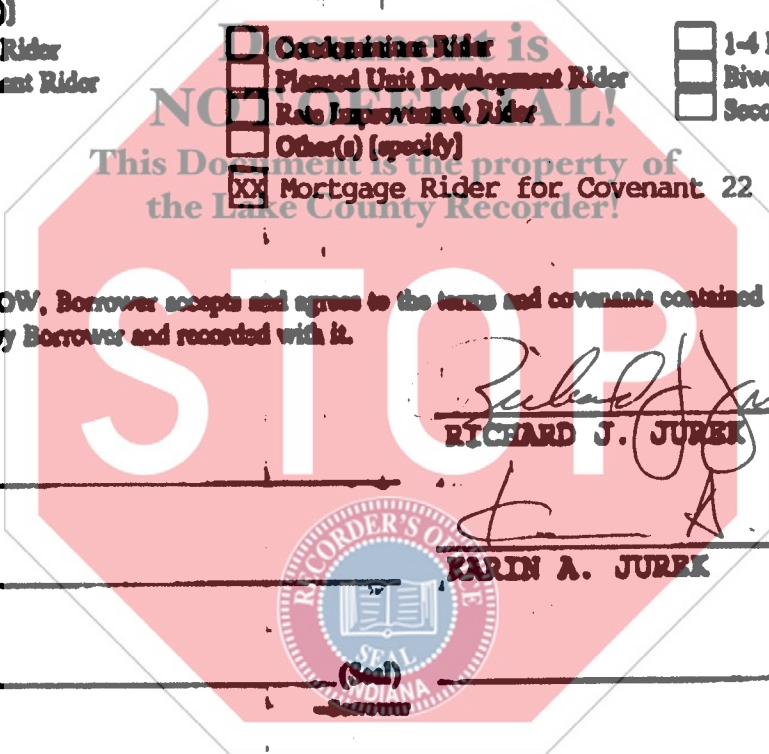 Document is
NOT OFFICIAL!
This Document is the property of
the Lake County Recorder!
Rider
ent Rider
Condominium Rider
Planned Unit Development Rider
Rate Improvement Rider
Other(s) [specify]
XX Mortgage Rider for Covenant 22
1-4
Biwe
Seco
STOP
OW, Borrower accepts and agrees to the terms and covenants contained
y Borrower and recorded with it.
RICHARD J. JUREK
KARIN A. JUREK
RECORDER'S OFFICE
SEAL
INDIANA
(Seal)